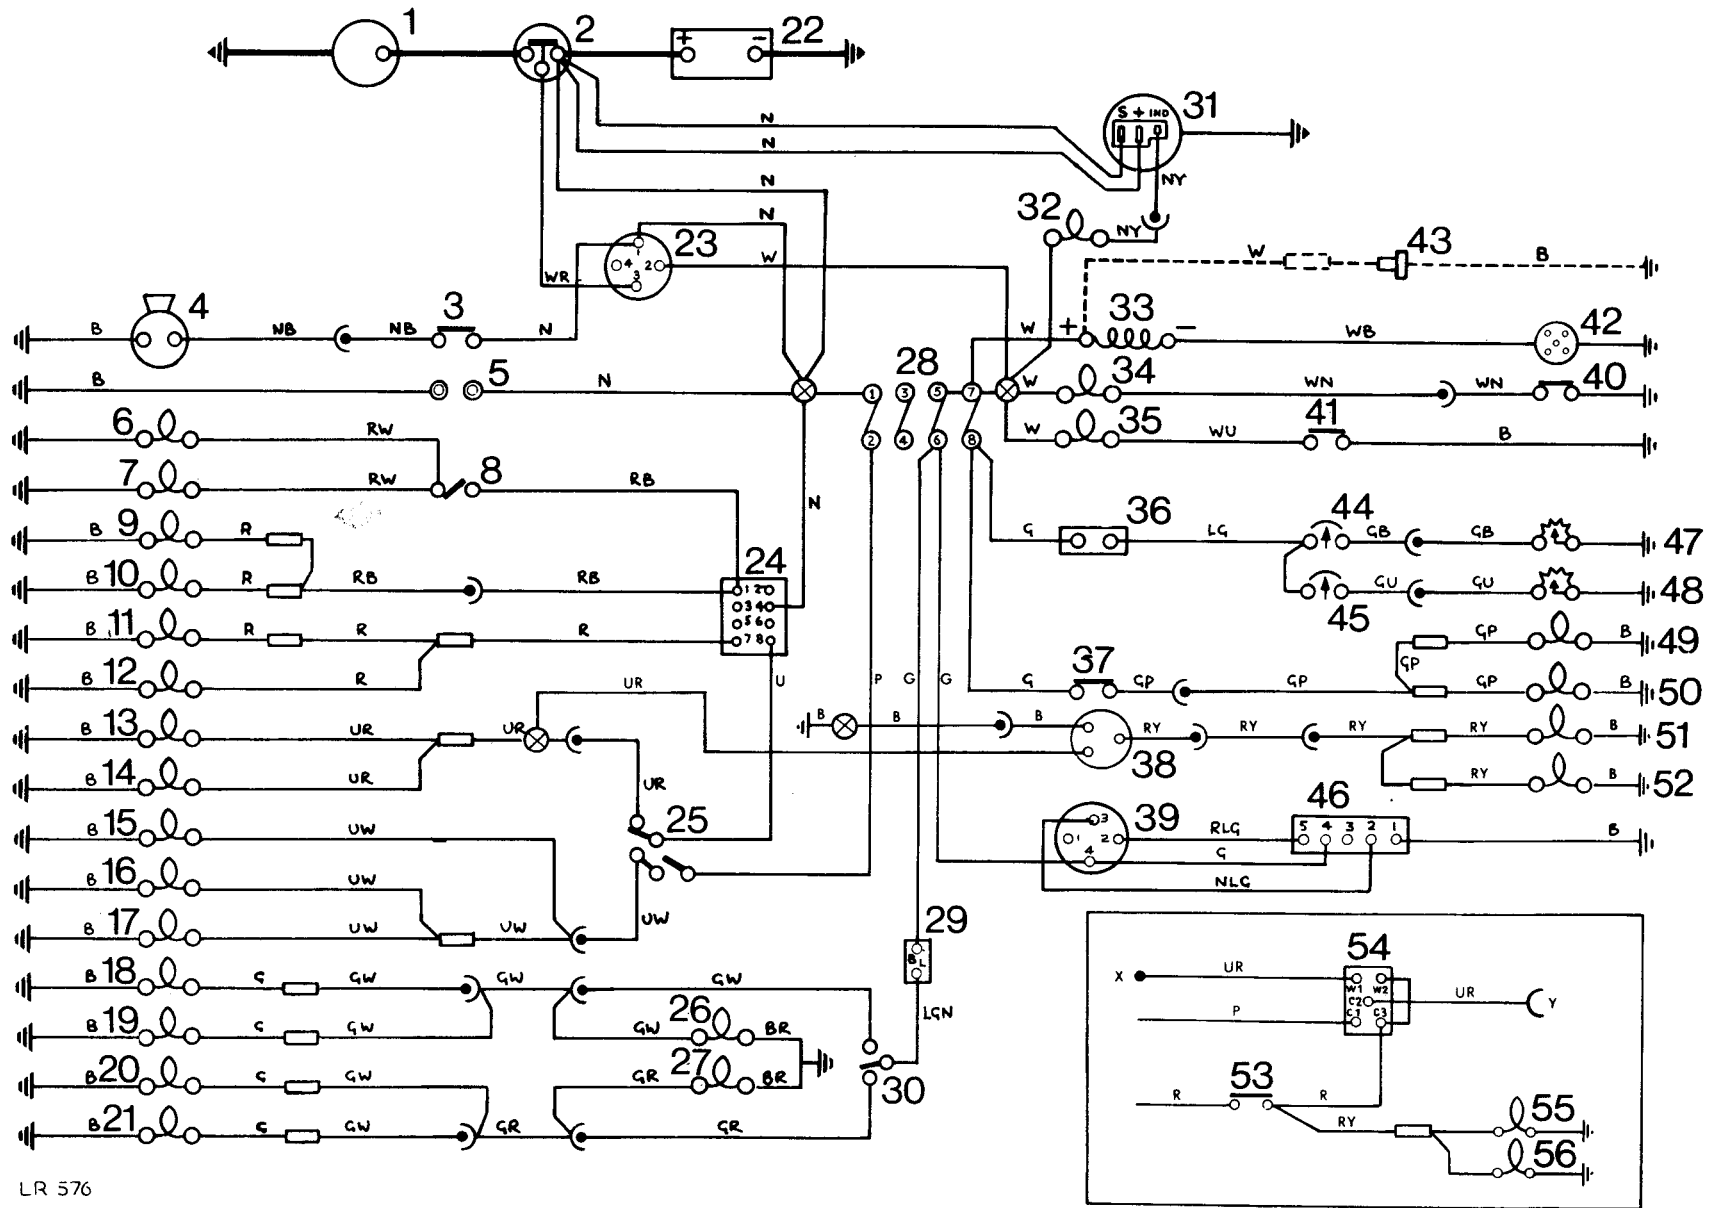 1 2 22
+ -
N 31
S + IND
N
NY
N
32 NY
N
23 W 43
W B
1 4 2 3
WR
4 3 33
B NB NB N W + - WB 42
28 34
B 5 N 1 3 5 7 W WN WN 40
6 RW 2 4 6 8 W 35 WU 41 B
7 RW 8 RB
N
B 9 R G 36 LG 44 GB GB 47
B 10 R RB RB 24
1 2 3 4 5 6 7 8
45 GU GU 48
B 11 R R R GP B 49
B 12 R U P G G 37 GP
UR G GP GP GP B 50
B 13 UR UR B B B RY RY RY RY B 51
38
B 14 UR UR RY B 52
B 15 UW 25 39 46
3 1 2 4 RLG 5 4 3 2 1 B
G
B 16 UW NLG
B 17 UW UW UW 29
B L
B 18 G GW GW GW 54
X UR W1 W2 C2 C1 C3 UR Y
P
LGN
B 19 G GW GW 26 BR
B 20 G GW GR 27 BR 30
53
R R
B 21 G GW GR GR
RY 55
56
LR 576